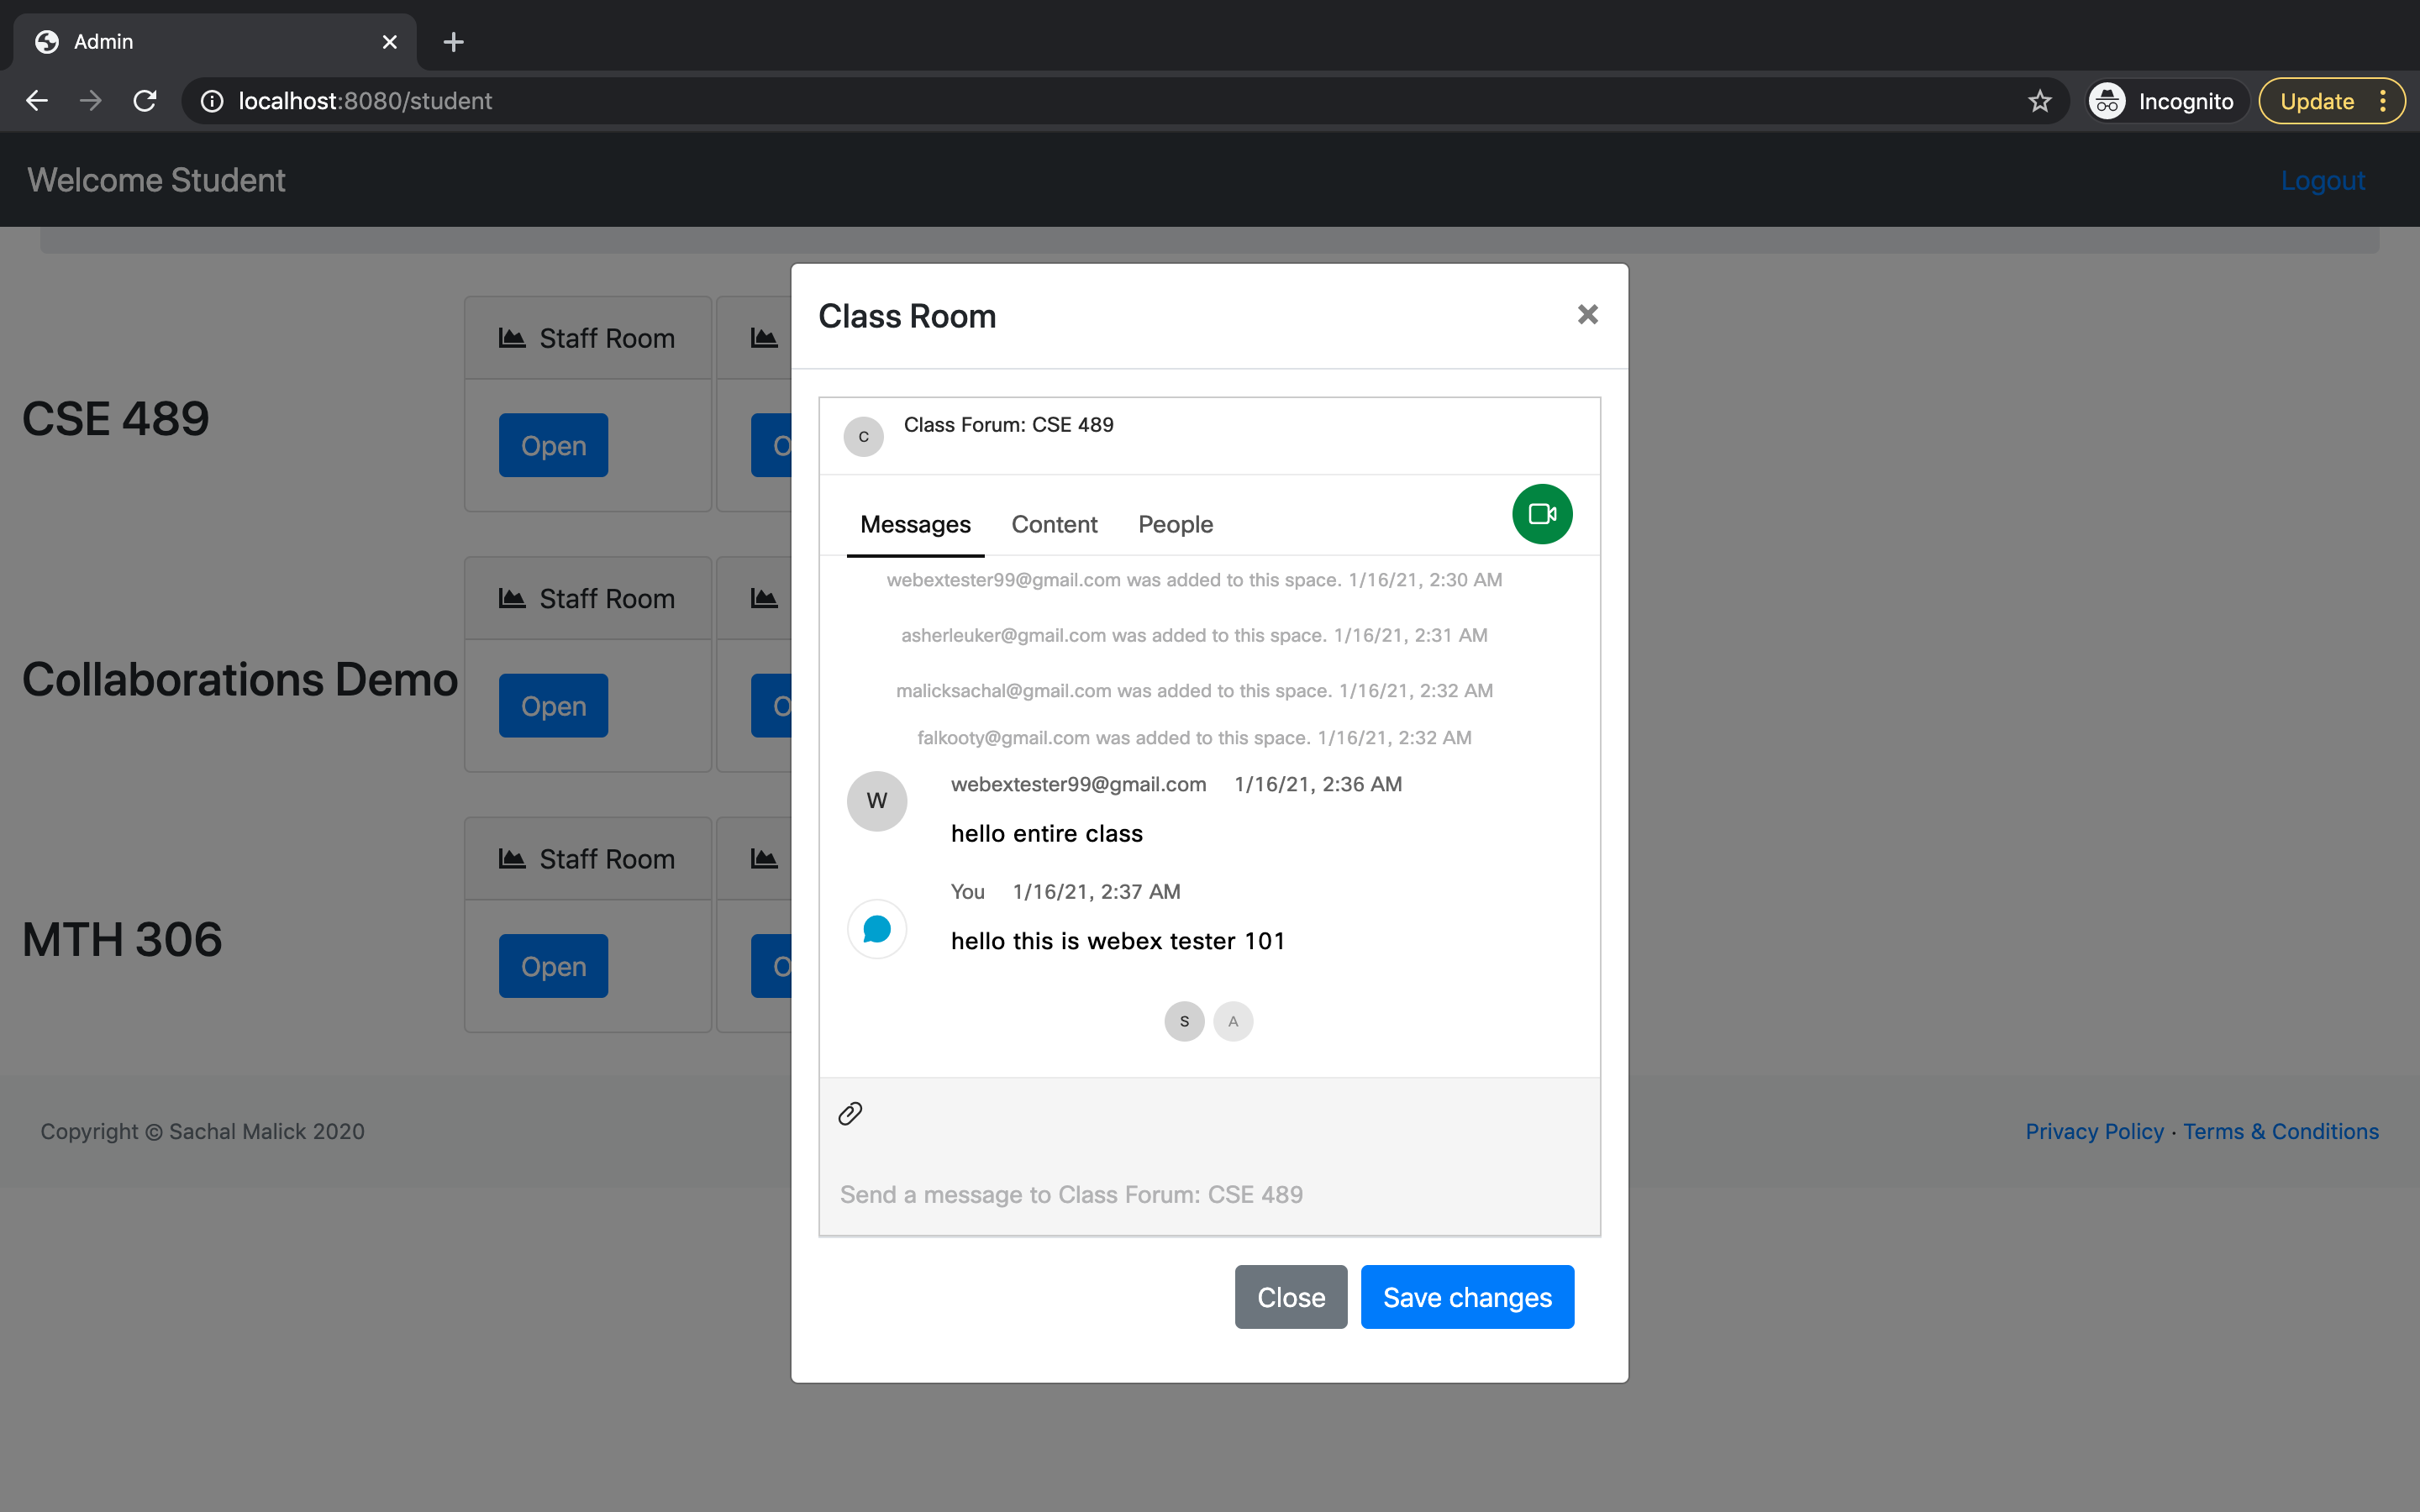 Admin
localhost:8080/student
Incognito
Update
Welcome Student
Logout
CSE 489
Staff Room
Open
O
Collaborations Demo
Staff Room
Open
O
MTH 306
Staff Room
Open
O
Class Room
C
Class Forum: CSE 489
Messages
Content
People
webextester99@gmail.com was added to this space. 1/16/21, 2:30 AM
asherleuker@gmail.com was added to this space. 1/16/21, 2:31 AM
malicksachal@gmail.com was added to this space. 1/16/21, 2:32 AM
falkooty@gmail.com was added to this space. 1/16/21, 2:32 AM
W
webextester99@gmail.com 1/16/21, 2:36 AM
hello entire class
You 1/16/21, 2:37 AM
hello this is webex tester 101
S
A
Send a message to Class Forum: CSE 489
Close
Save changes
Copyright © Sachal Malick 2020
Privacy Policy · Terms & Conditions